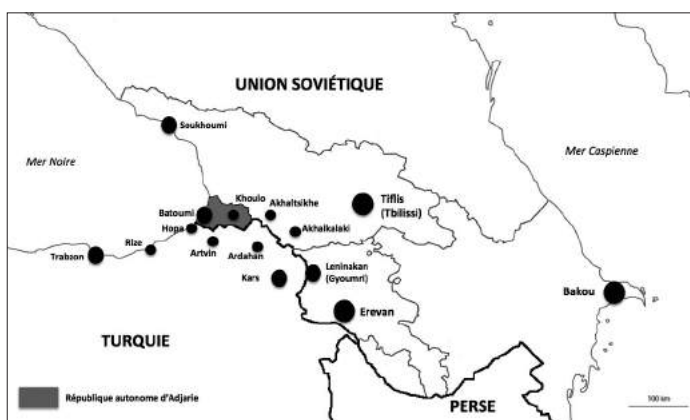 UNION SOVIÉTIQUE
Soukhoumi
Mer Noire
Mer Caspienne
Khoulo
Akhaltsikhe
Tiflis
(Tbilissi)
Batoumi
Hopa
Akhalkalaki
Rize
Artvin
Ardahan
Trabzon
Kars
Leninakan
(Gyoumri)
Bakou
Erevan
TURQUIE
République autonome d'Adjarie
PERSE
100 km